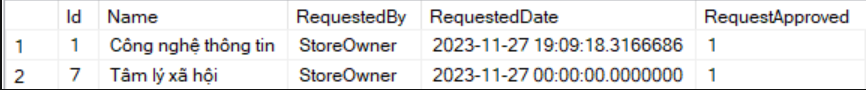 Id Name RequestedBy RequestedDate RequestApproved
1 1 Công nghệ thông tin StoreOwner 2023-11-27 19:09:18.3166686 1
2 7 Tâm lý xã hội StoreOwner 2023-11-27 00:00:00.0000000 1